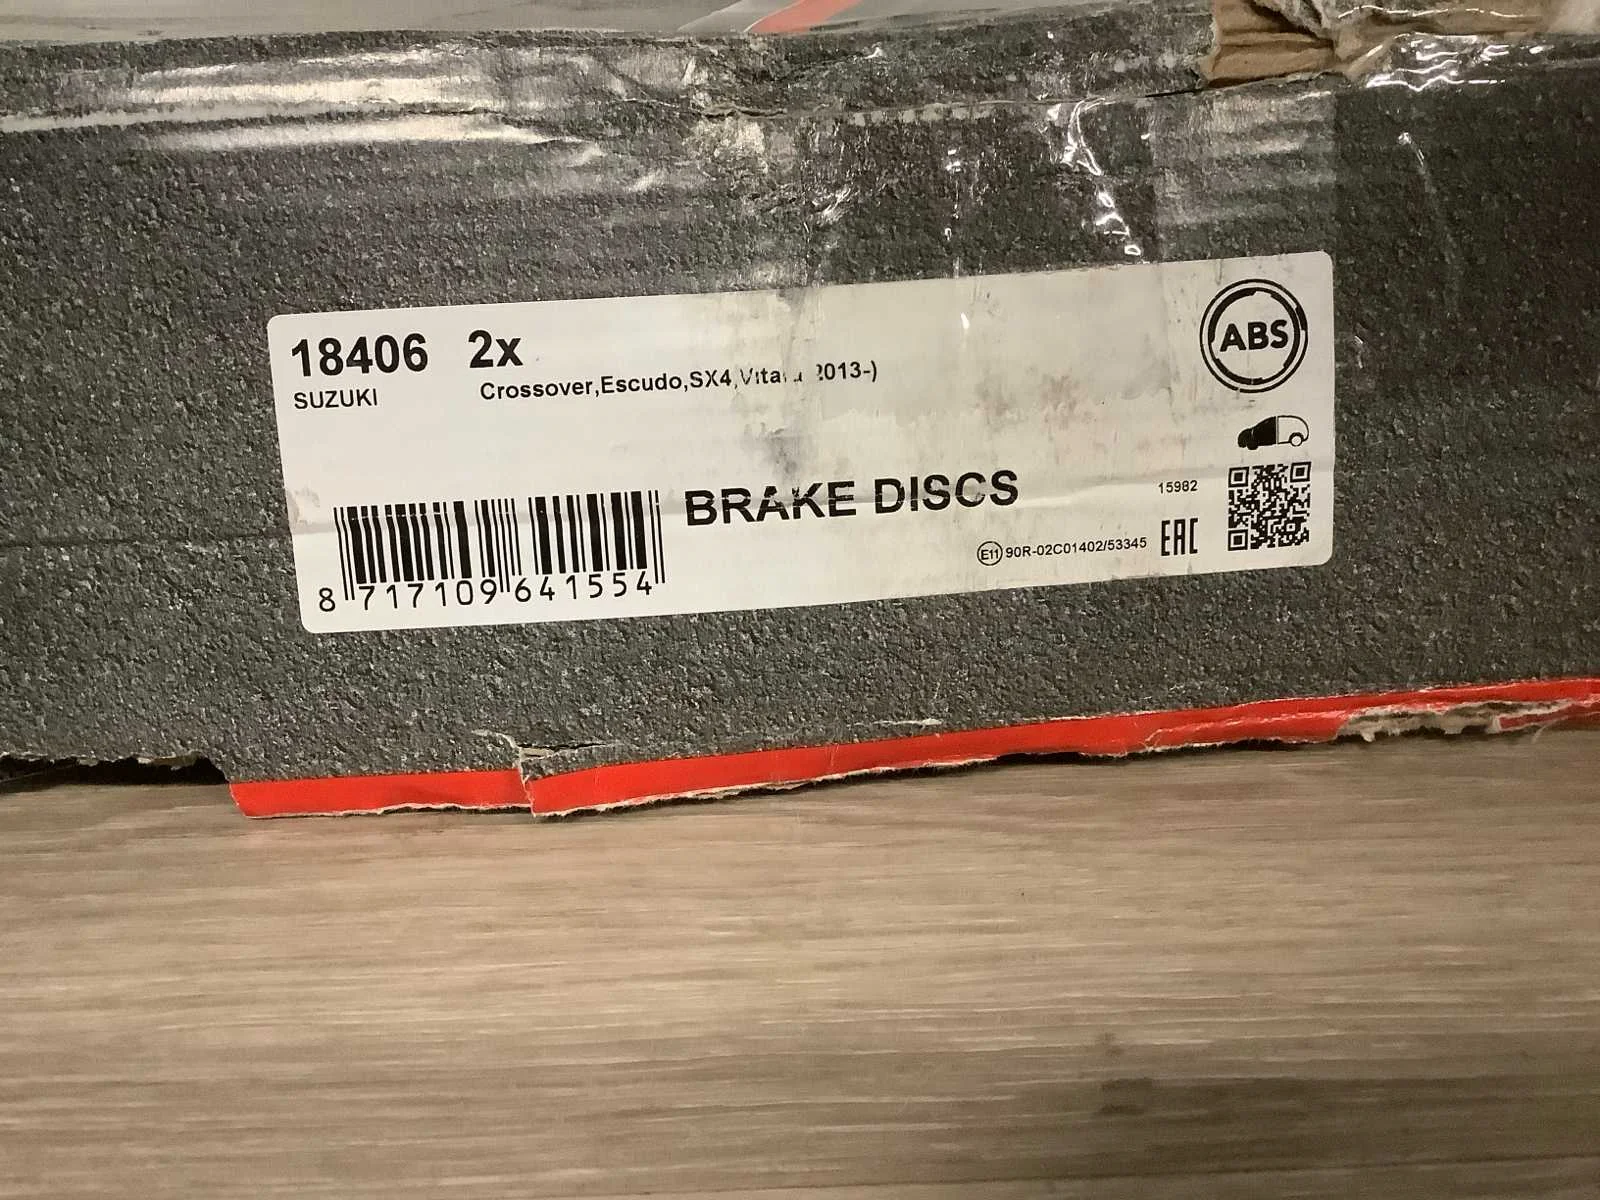 18406 2x
SUZUKI
Crossover,Escudo,SX4,Vitara 2013-)
ABS
BRAKE DISCS
15982
E11 90R-02C01402/53345
EAC
8 717109 641554